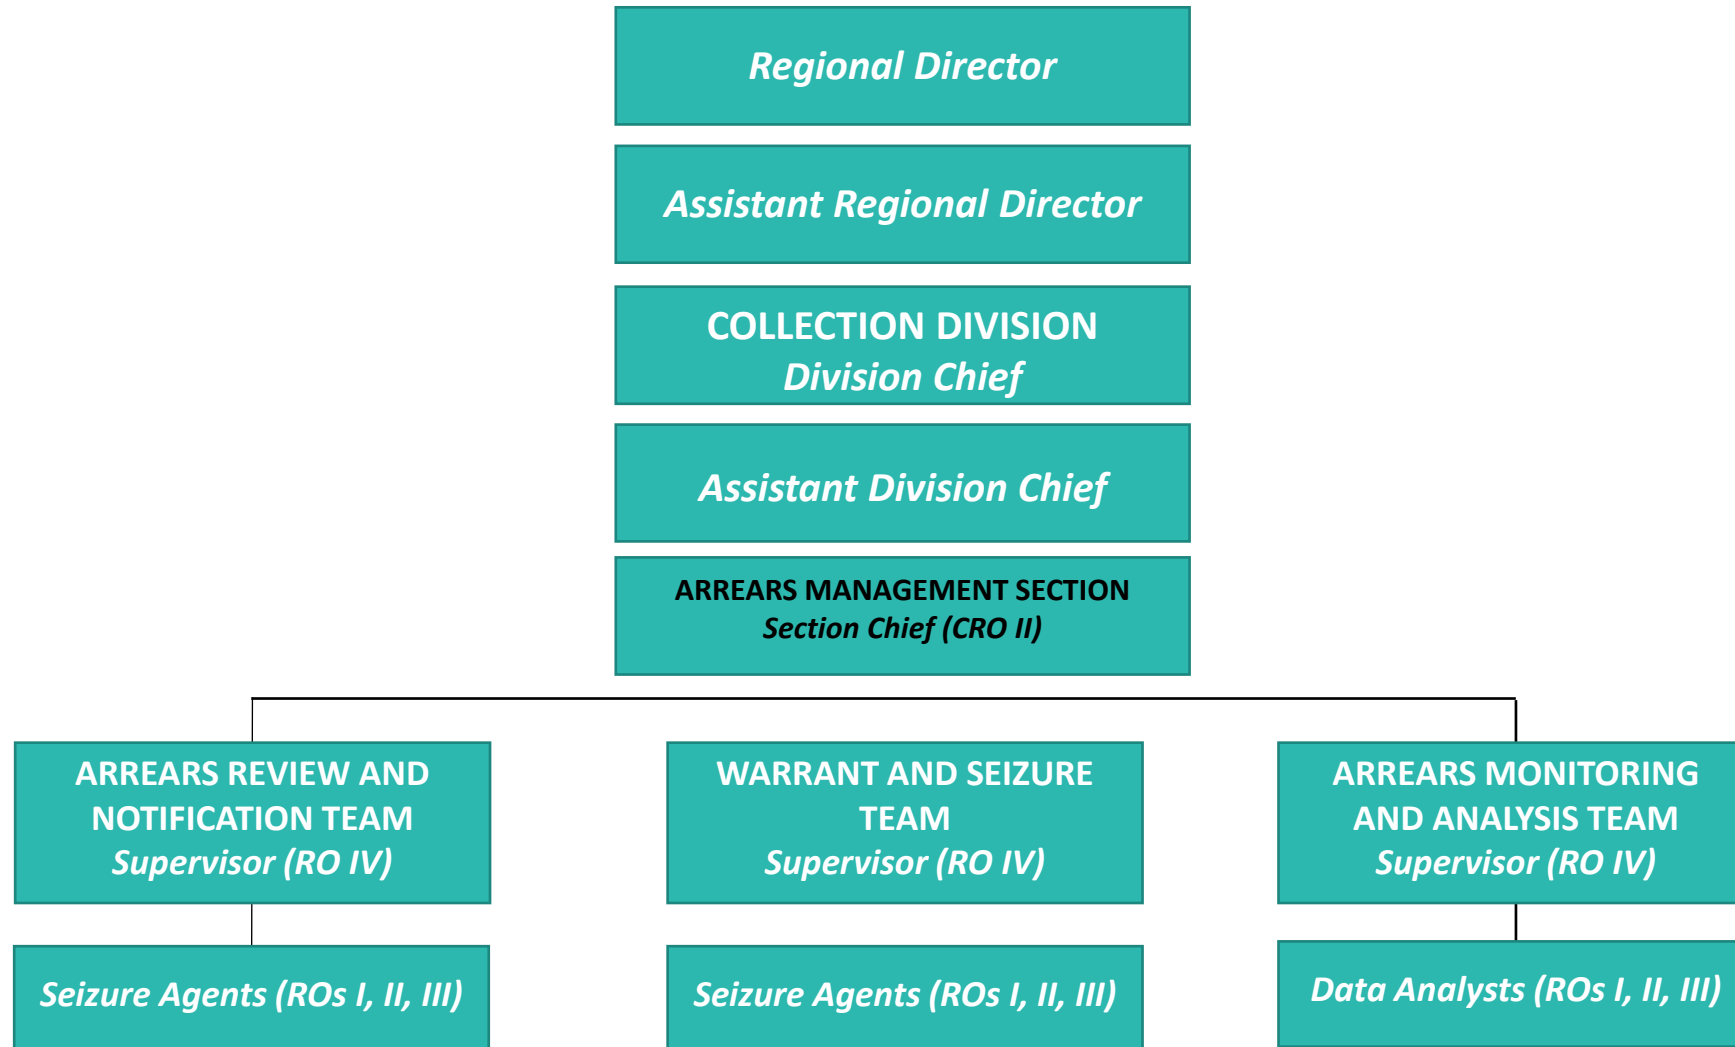 Regional Director
Assistant Regional Director
COLLECTION DIVISION
Division Chief
Assistant Division Chief
ARREARS MANAGEMENT SECTION
Section Chief (CRO II)
ARREARS REVIEW AND
NOTIFICATION TEAM
Supervisor (RO IV)
WARRANT AND SEIZURE
TEAM
Supervisor (RO IV)
ARREARS MONITORING
AND ANALYSIS TEAM
Supervisor (RO IV)
Seizure Agents (ROs I, II, III)
Seizure Agents (ROs I, II, III)
Data Analysts (ROs I, II, III)